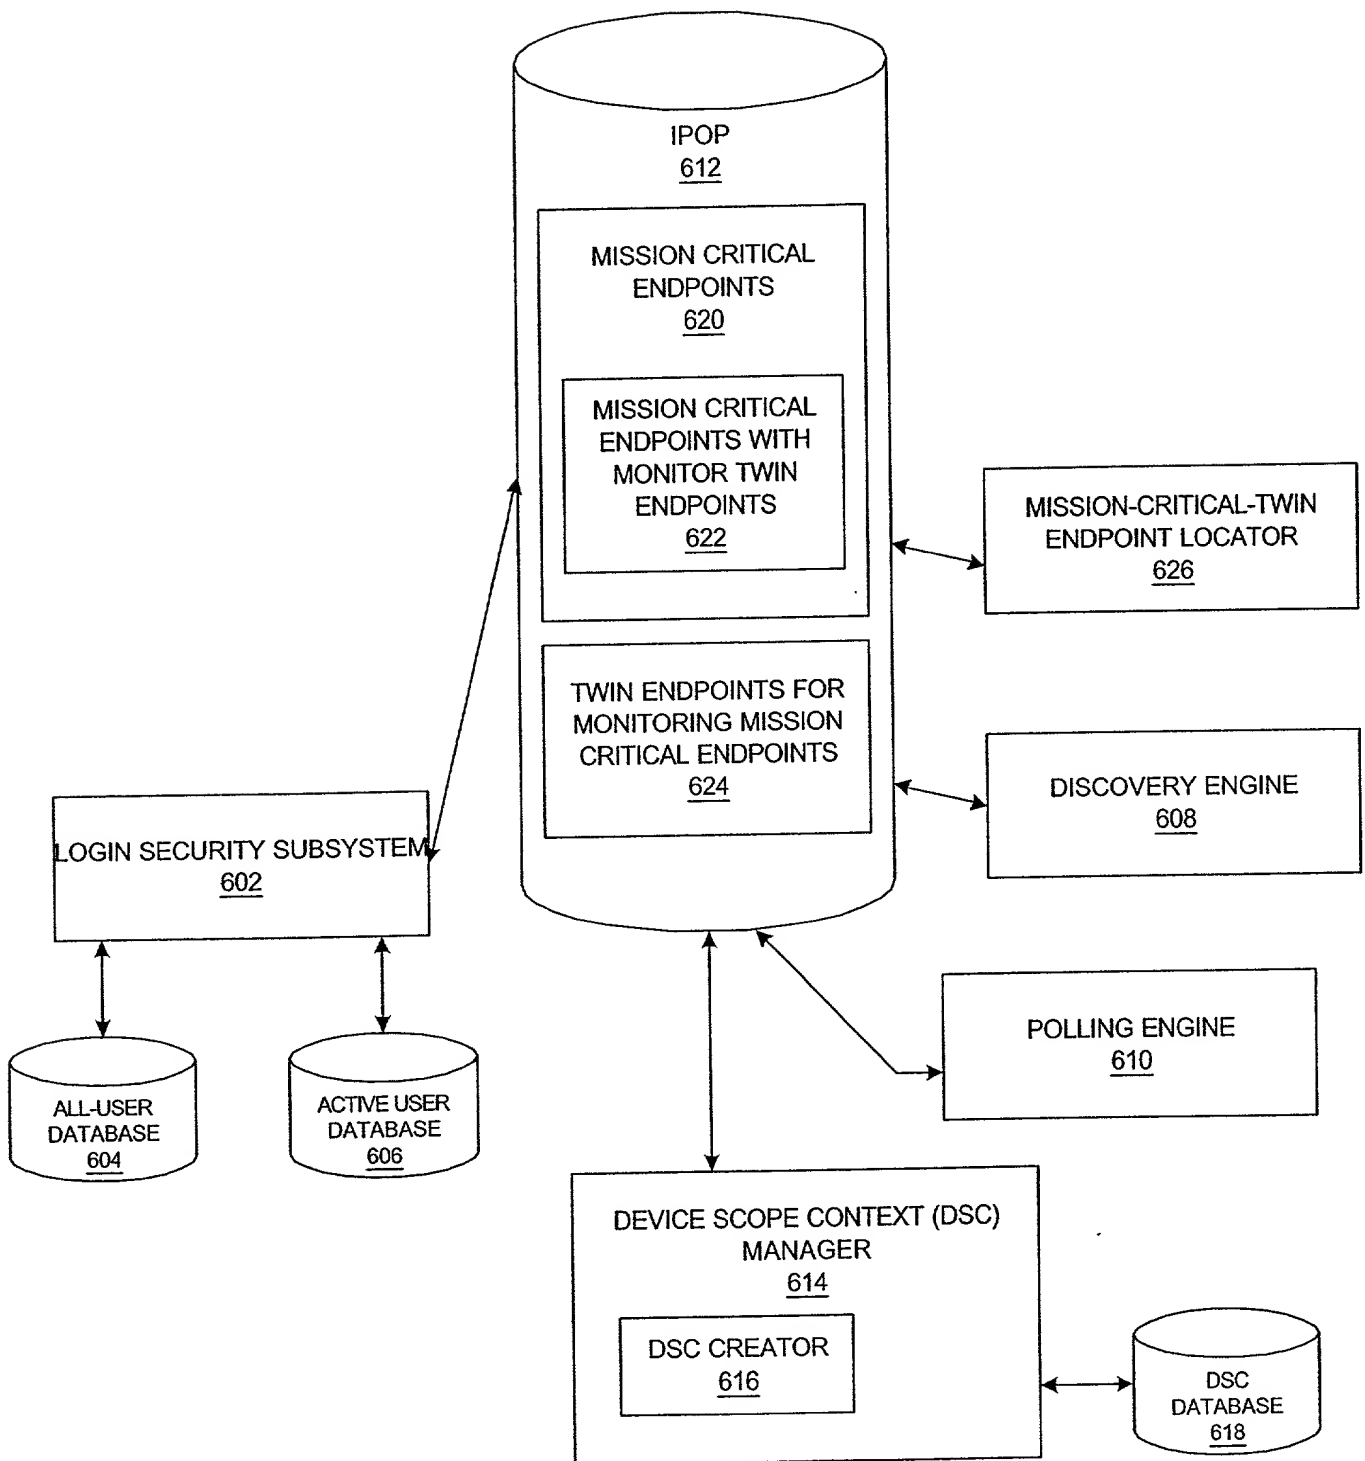 IPOP
612
MISSION CRITICAL
ENDPOINTS
620
MISSION CRITICAL
ENDPOINTS WITH
MONITOR TWIN
ENDPOINTS
622
MISSION-CRITICAL-TWIN
ENDPOINT LOCATOR
626
TWIN ENDPOINTS FOR
MONITORING MISSION
CRITICAL ENDPOINTS
624
DISCOVERY ENGINE
608
LOGIN SECURITY SUBSYSTEM
602
POLLING ENGINE
610
ALL-USER
DATABASE
604
ACTIVE USER
DATABASE
606
DEVICE SCOPE CONTEXT (DSC)
MANAGER
614
DSC CREATOR
616
DSC
DATABASE
618